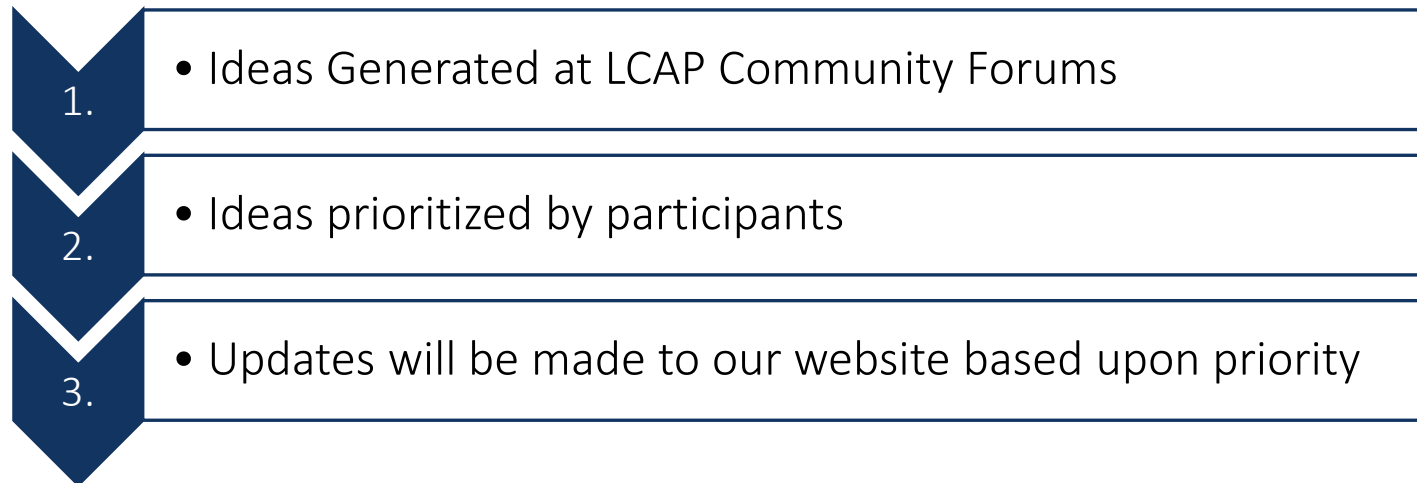 1.
• Ideas Generated at LCAP Community Forums
2.
• Ideas prioritized by participants
3.
• Updates will be made to our website based upon priority